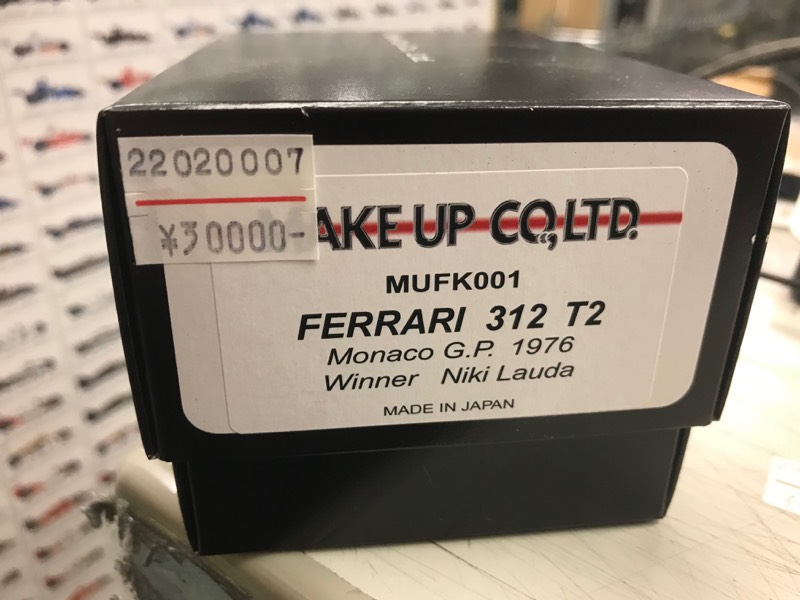 22020007
¥30000-
AKE UP CO.,LTD.
MUFK001
FERRARI 312 T2
Monaco G.P. 1976
Winner Niki Lauda
MADE IN JAPAN